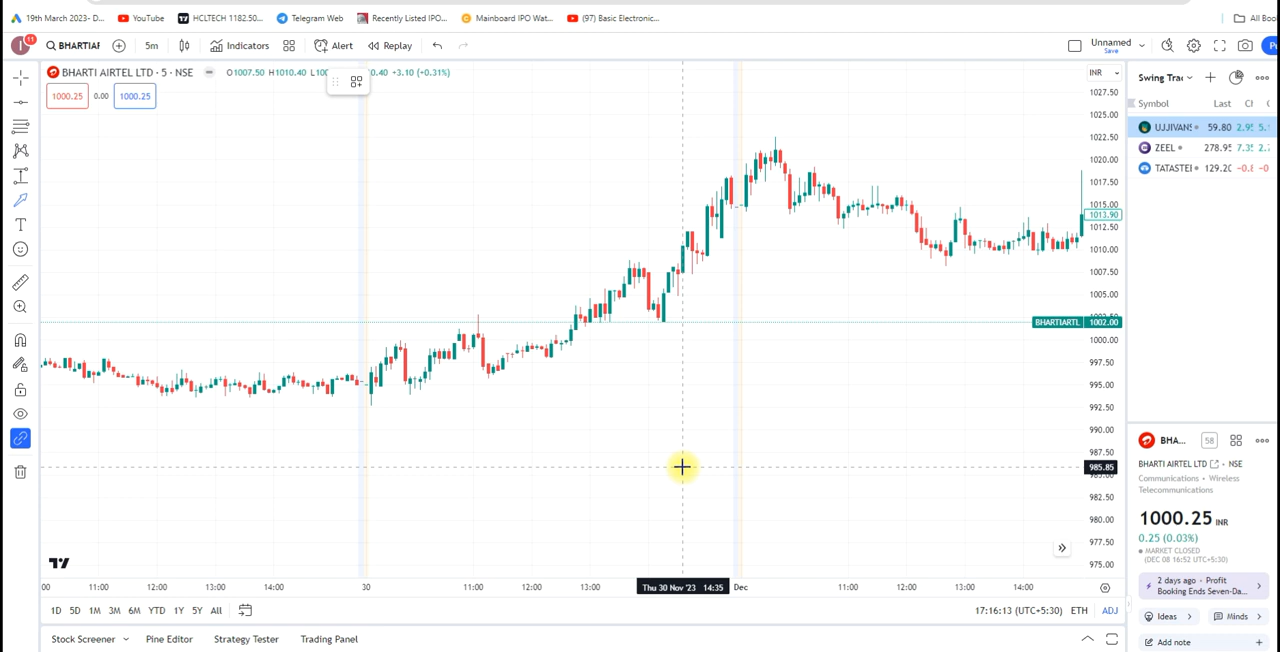 19th March 2023- D... YouTube HCLTECH 1182.50... Telegram Web Recently Listed IPO... Mainboard IPO Wat... (97) Basic Electronic... All Boo
I 11 BHARTIAF 5m Indicators Alert Replay Unnamed Save
BHARTI AIRTEL LTD · 5 · NSE O1007.50 H1010.40 +3.10 (+0.31%)
1000.25 0.00 1000.25
INR
1027.50
1025.00
1022.50
1020.00
1017.50
1015.00
1013.90
1012.50
1010.00
1007.50
1005.00
BHARTIARTL 1002.00
1000.00
997.50
995.00
992.50
990.00
987.50
985.85
982.50
980.00
977.50
975.00
00 11:00 12:00 13:00 14:00 30 11:00 12:00 13:00 Thu 30 Nov '23 14:35 Dec 11:00 12:00 13:00 14:00
1D 5D 1M 3M 6M YTD 1Y 5Y All 17:16:13 (UTC+5:30) ETH ADJ
Stock Screener Pine Editor Strategy Tester Trading Panel
Swing Trac
Symbol Last Cl
UJJIVANS 59.80 2.95 5.
ZEEL 278.95 7.35 2.
TATASTEI 129.20 -0.8 -0
BHA... 58
BHARTI AIRTEL LTD · NSE
Communications • Wireless
Telecommunications
1000.25 INR
0.25 (0.03%)
MARKET CLOSED
(DEC 08 16:52 UTC+5:30)
2 days ago · Profit
Booking Ends Seven-Da...
Ideas Minds
Add note